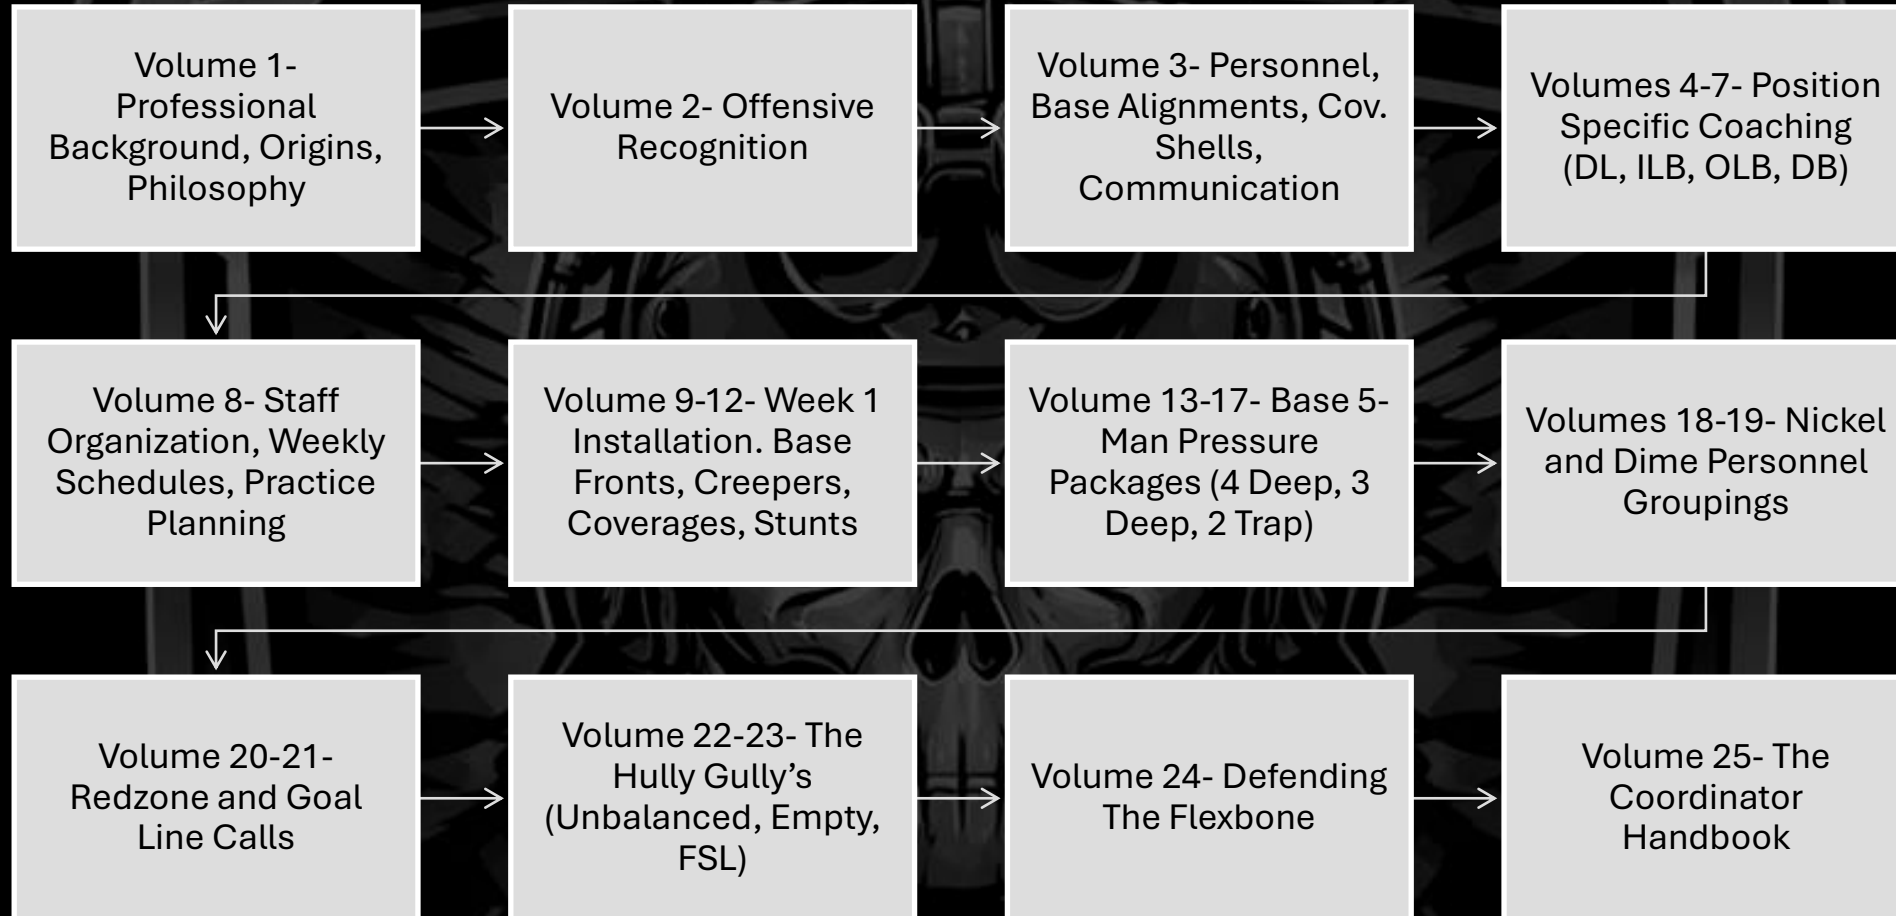 Volume 1-
Professional
Background, Origins,
Philosophy
Volume 2- Offensive
Recognition
Volume 3- Personnel,
Base Alignments, Cov.
Shells,
Communication
Volumes 4-7- Position
Specific Coaching
(DL, ILB, OLB, DB)
Volume 8- Staff
Organization, Weekly
Schedules, Practice
Planning
Volume 9-12- Week 1
Installation. Base
Fronts, Creepers,
Coverages, Stunts
Volume 13-17- Base 5-
Man Pressure
Packages (4 Deep, 3
Deep, 2 Trap)
Volumes 18-19- Nickel
and Dime Personnel
Groupings
Volume 20-21-
Redzone and Goal
Line Calls
Volume 22-23- The
Hully Gully’s
(Unbalanced, Empty,
FSL)
Volume 24- Defending
The Flexbone
Volume 25- The
Coordinator
Handbook